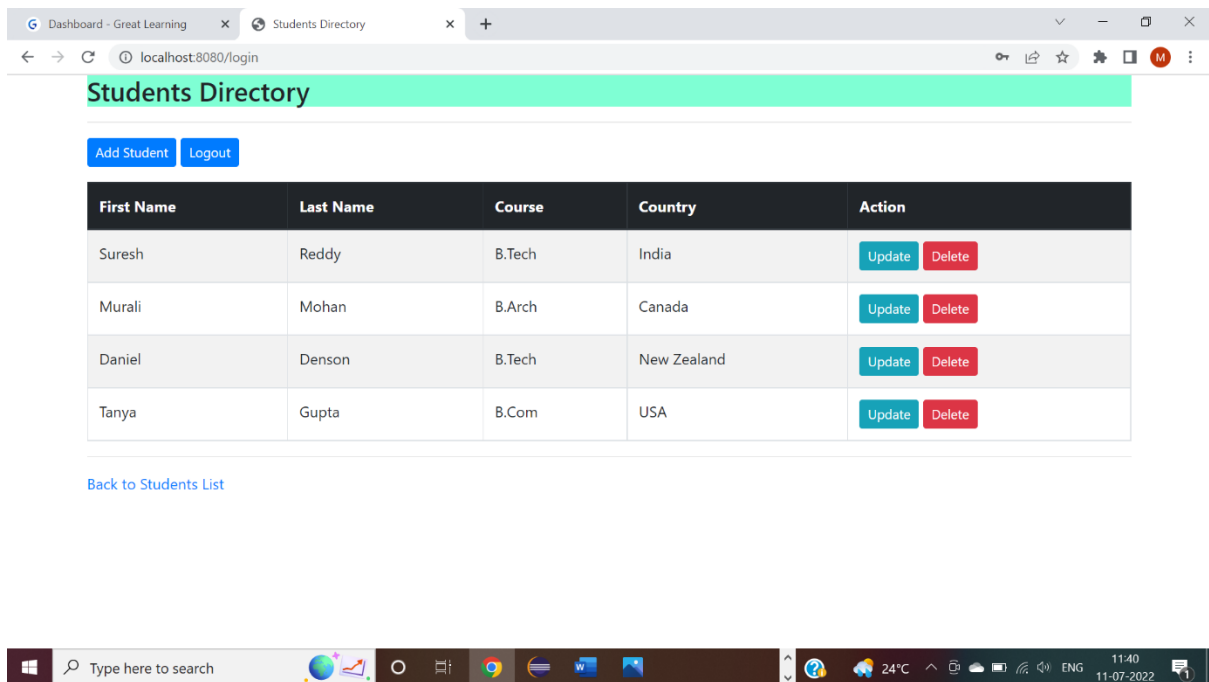 Dashboard - Great Learning Students Directory
localhost:8080/login M
Students Directory
Add Student Logout
First Name Last Name Course Country Action
Suresh Reddy B.Tech India Update Delete
Murali Mohan B.Arch Canada Update Delete
Daniel Denson B.Tech New Zealand Update Delete
Tanya Gupta B.Com USA Update Delete
Back to Students List
Type here to search 24°C ENG 11:40
11-07-2022